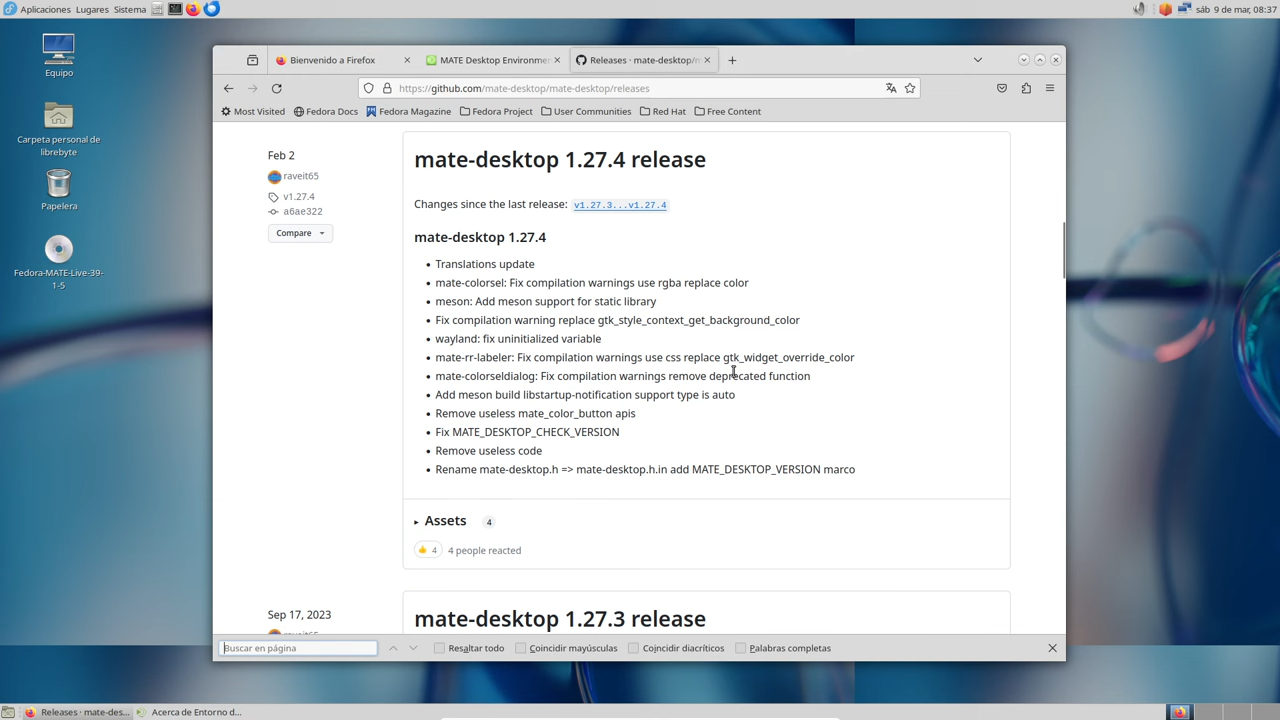 Aplicaciones Lugares Sistema
sáb 9 de mar, 08:37
Equipo
Carpeta personal de
librebyte
Papelera
Fedora-MATE-Live-39-
1-5
Bienvenido a Firefox
MATE Desktop Environme
Releases · mate-desktop/m
https://github.com/mate-desktop/mate-desktop/releases
Most Visited Fedora Docs Fedora Magazine Fedora Project User Communities Red Hat Free Content
Feb 2
raveit65
v1.27.4
a6ae322
Compare
mate-desktop 1.27.4 release
Changes since the last release: v1.27.3...v1.27.4
mate-desktop 1.27.4
Translations update
mate-colorsel: Fix compilation warnings use rgba replace color
meson: Add meson support for static library
Fix compilation warning replace gtk_style_context_get_background_color
wayland: fix uninitialized variable
mate-rr-labeler: Fix compilation warnings use css replace gtk_widget_override_color
mate-colorseldialog: Fix compilation warnings remove deprecated function
Add meson build libstartup-notification support type is auto
Remove useless mate_color_button apis
Fix MATE_DESKTOP_CHECK_VERSION
Remove useless code
Rename mate-desktop.h => mate-desktop.h.in add MATE_DESKTOP_VERSION marco
Assets 4
4 4 people reacted
Sep 17, 2023
raveit65
mate-desktop 1.27.3 release
Buscar en página
Resaltar todo Coincidir mayúsculas Coincidir diacríticos Palabras completas
Releases · mate-des...
Acerca de Entorno d...